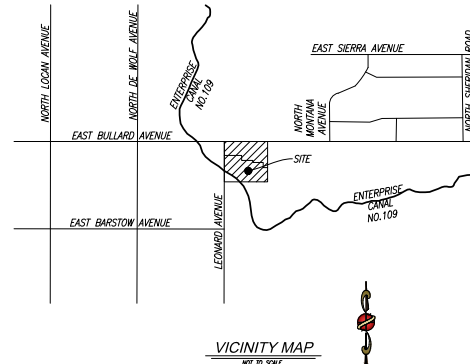 NORTH LOCAN AVENUE
NORTH DE WOLF AVENUE
ENTERPRISE
CANAL
NO.109
EAST SIERRA AVENUE
NORTH
MONTANA
AVENUE
NORTH SHERIDAN ROAD
EAST BULLARD AVENUE
SITE
ENTERPRISE
CANAL
NO.109
EAST BARSTOW AVENUE
LEONARD AVENUE
VICINITY MAP
NOT TO SCALE